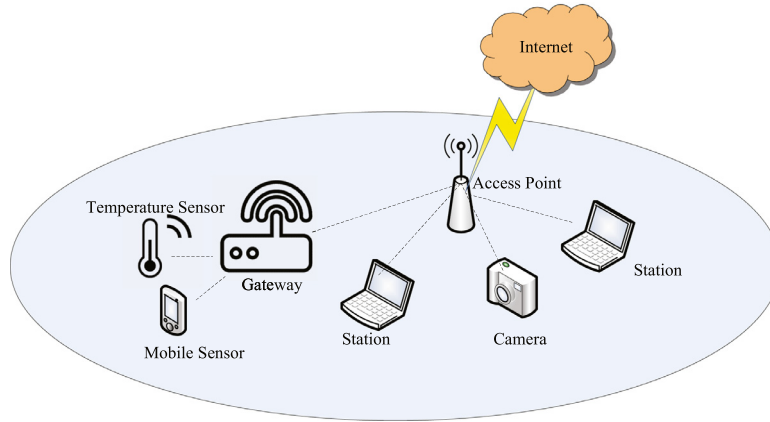 Internet
Access Point
Temperature Sensor
Gateway
Station
Mobile Sensor
Station
Camera